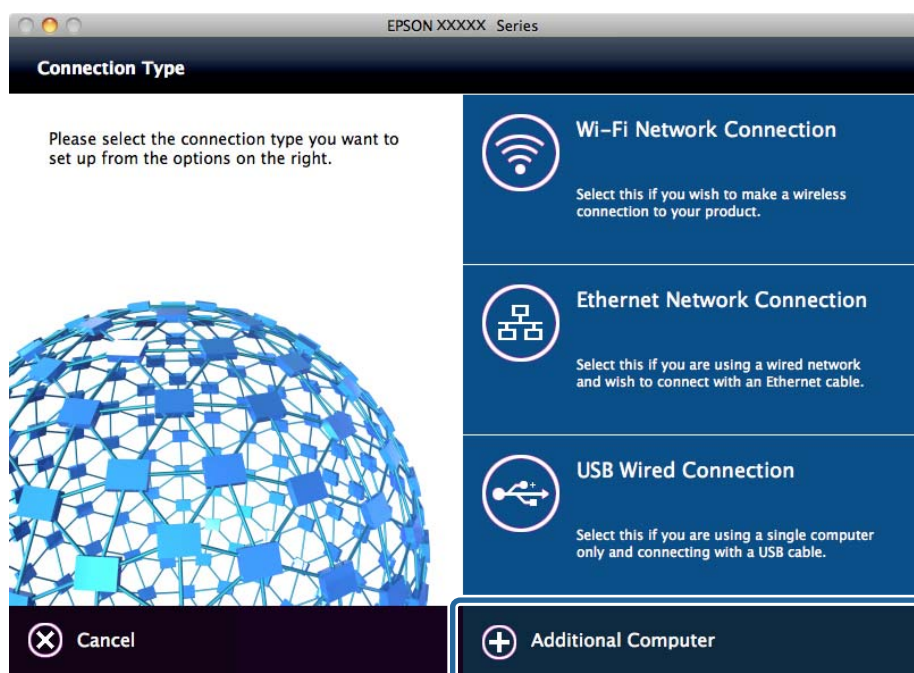 EPSON XXXXX Series
Connection Type
Please select the connection type you want to
set up from the options on the right.
Wi-Fi Network Connection
Select this if you wish to make a wireless
connection to your product.
Ethernet Network Connection
Select this if you are using a wired network
and wish to connect with an Ethernet cable.
USB Wired Connection
Select this if you are using a single computer
only and connecting with a USB cable.
Cancel
Additional Computer